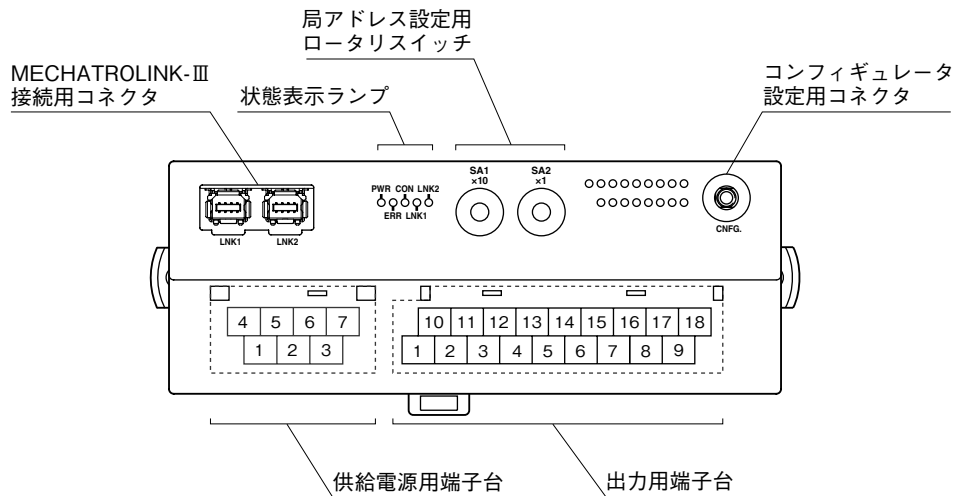 局アドレス設定用
ロータリスイッチ
MECHATROLINK-Ⅲ
接続用コネクタ
状態表示ランプ
コンフィギュレータ
設定用コネクタ
SA1
×10
SA2
×1
PWR CON LNK2
ERR LNK1
CNFG.
LNK1
LNK2
4 5 6 7
1 2 3
10 11 12 13 14 15 16 17 18
1 2 3 4 5 6 7 8 9
供給電源用端子台
出力用端子台